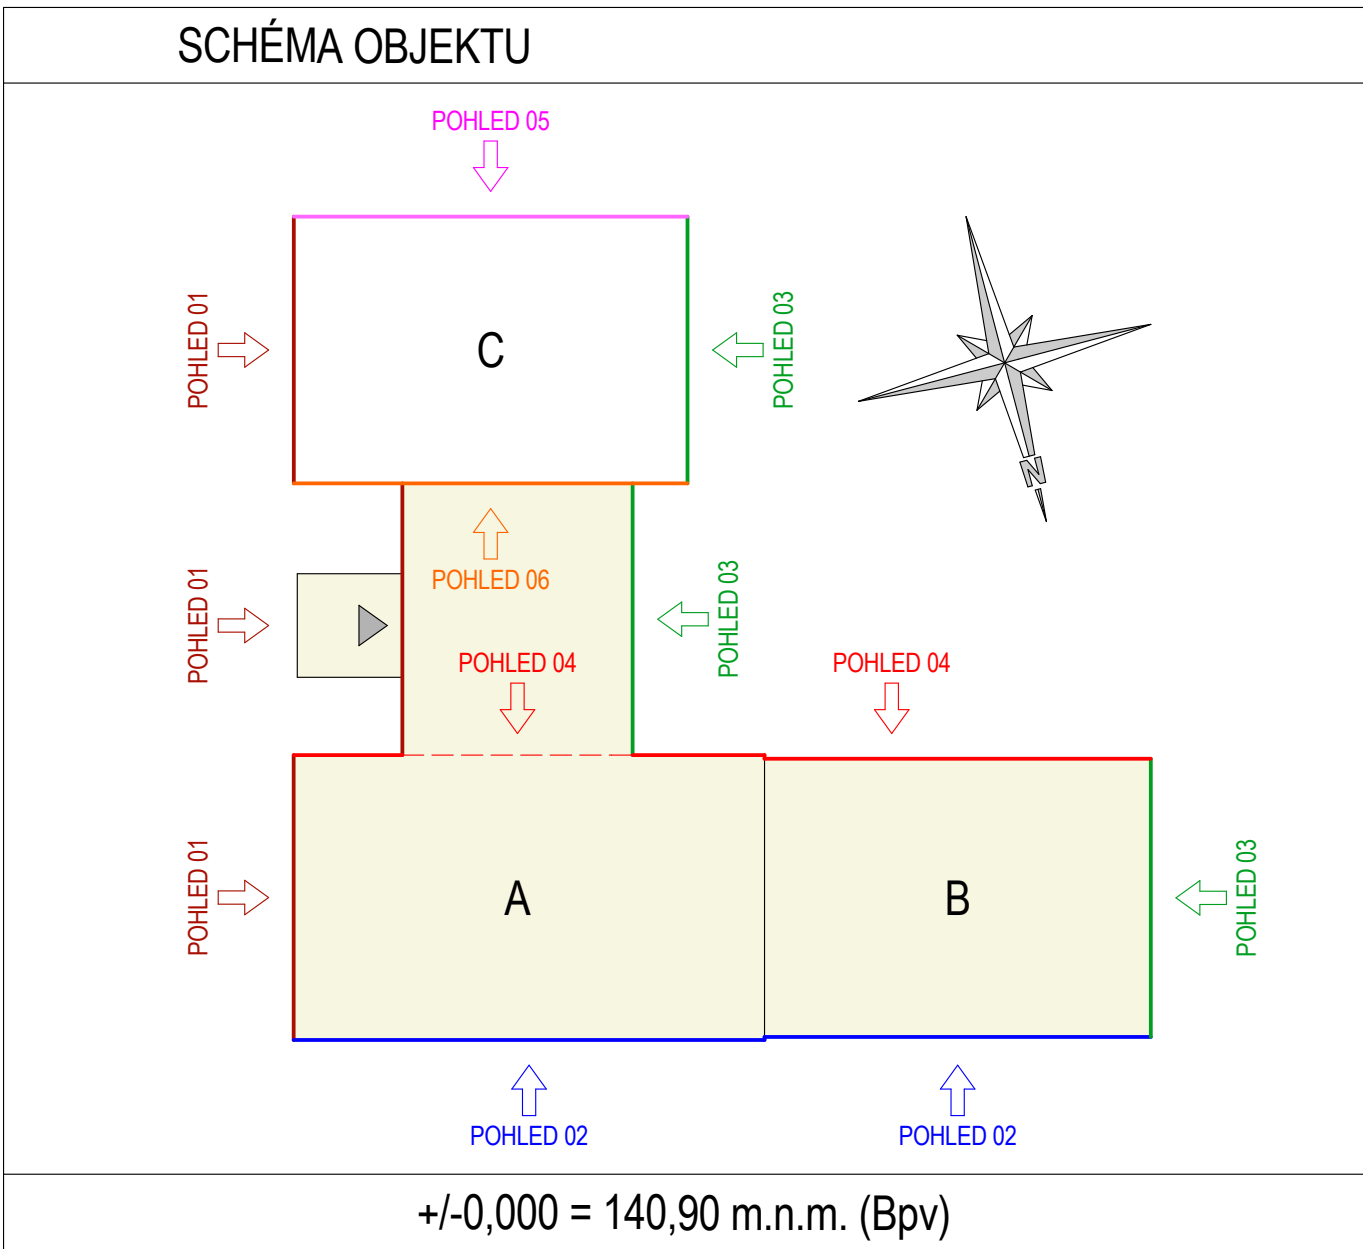 SCHÉMA OBJEKTU
POHLED 05
POHLED 01
C
POHLED 03
N
POHLED 01
POHLED 06
POHLED 03
POHLED 04
POHLED 04
POHLED 01
A
B
POHLED 03
POHLED 02
POHLED 02
+/-0,000 = 140,90 m.n.m. (Bpv)